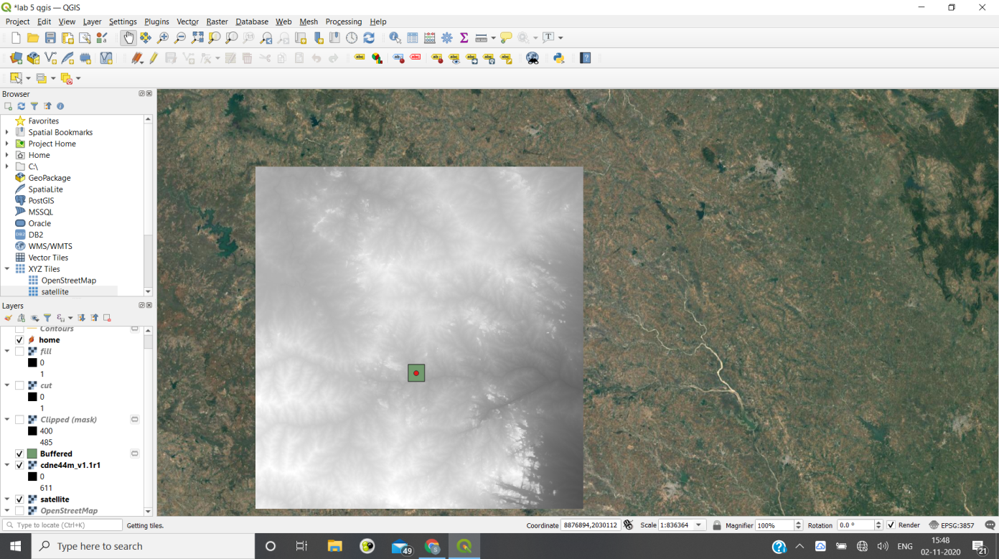 *lab 5 qgis — QGIS
Project Edit View Layer Settings Plugins Vector Raster Database Web Mesh Processing Help
Browser
Favorites
Spatial Bookmarks
Project Home
Home
C:\
GeoPackage
SpatiaLite
PostGIS
MSSQL
Oracle
DB2
WMS/WMTS
Vector Tiles
XYZ Tiles
OpenStreetMap
satellite
Layers
Contours
home
fill
0
1
cut
0
1
Clipped (mask)
400
485
Buffered
cdne44m_v1.1r1
0
611
satellite
OpenStreetMap
Type to locate (Ctrl+K) Getting tiles. Coordinate 8876894,2030112 Scale 1:836364 Magnifier 100% Rotation 0.0 ° Render EPSG:3857
Type here to search 49 ENG 15:48
02-11-2020 21